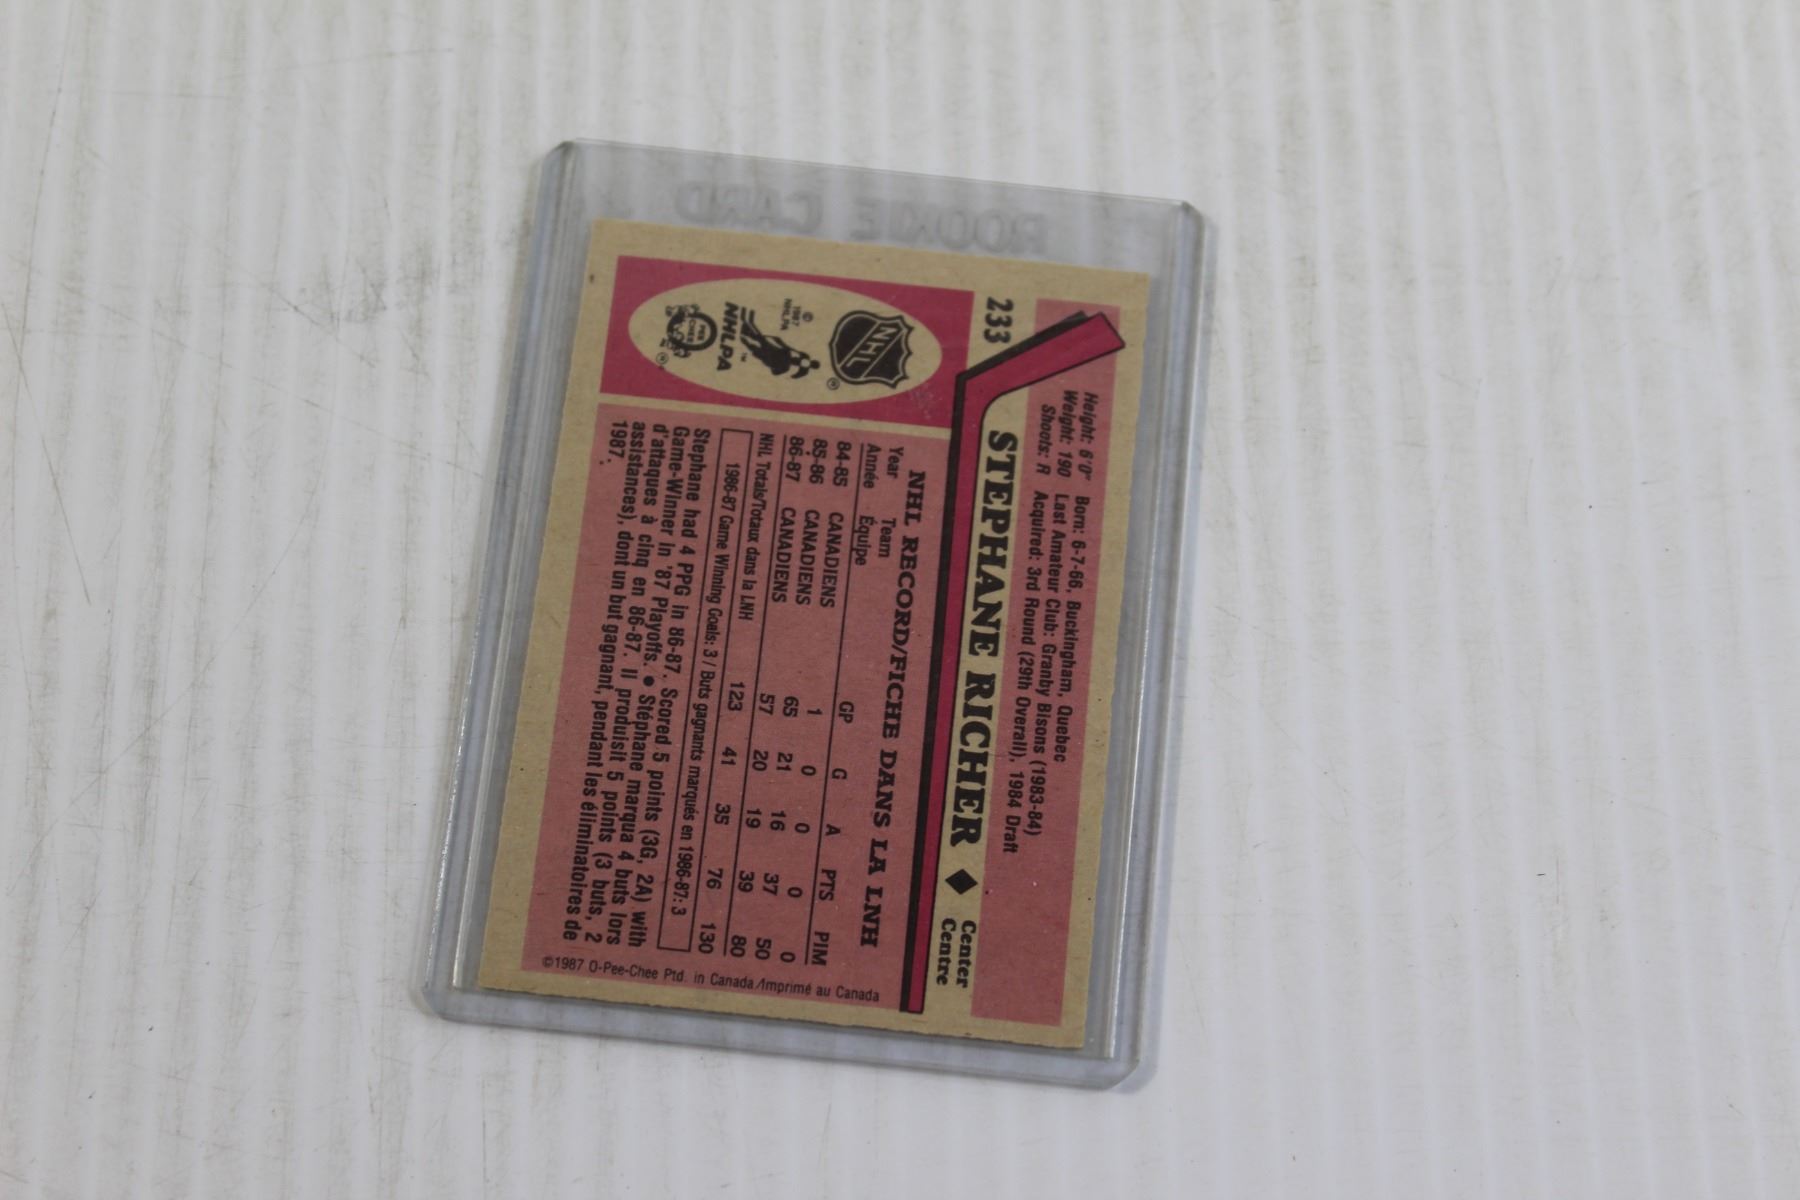 ROOKIE CARD
233
Height: 6'0" Born: 6-7-66, Buckingham, Quebec
Weight: 190 Last Amateur Club: Granby Bisons (1983-84)
Shoots: R Acquired: 3rd Round (29th Overall), 1984 Draft
STEPHANE RICHER ◆ Center
Centre
NHL
© 1987 NHLPA
NHLPA
TM
®
®
NHL RECORD/FICHE DANS LA LNH
Year Team
Année Équipe GP G A PTS PIM
84-85 CANADIENS 1 0 0 0 0
85-86 CANADIENS 65 21 16 37 50
86-87 CANADIENS 57 20 19 39 80
NHL Totals/Totaux dans la LNH 123 41 35 76 130
1986-87 Game Winning Goals: 3 / Buts gagnants marqués en 1986-87: 3
Stephane had 4 PPG in 86-87. Scored 5 points (3G, 2A) with
Game-Winner in '87 Playoffs. ● Stéphane marqua 4 buts lors
d'attaques à cinq en 86-87. Il produisit 5 points (3 buts, 2
assistances), dont un but gagnant, pendant les éliminatoires de
1987.
©1987 O-Pee-Chee Ptd. in Canada/Imprimé au Canada